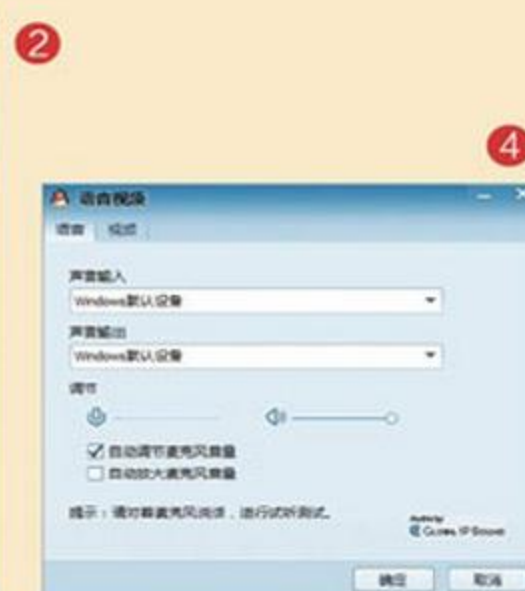 2
4
语音视频
语音 视频
声音输入
Windows默认设备
声音输出
Windows默认设备
调节
自动调节麦克风音量
自动放大麦克风音量
提示：请对着麦克风说话，进行试听测试。
确定 取消